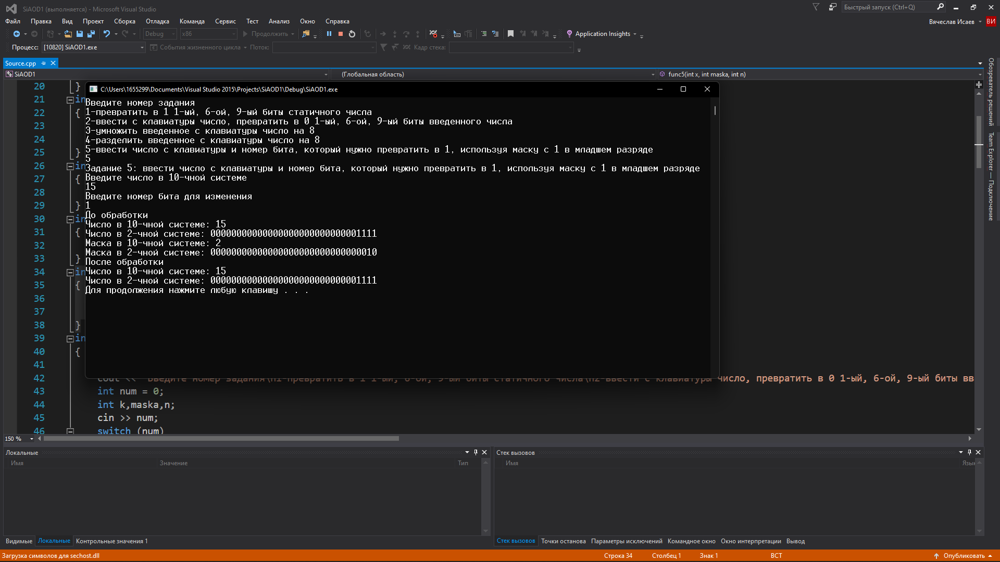 SiAOD1 (выполняется) - Microsoft Visual Studio
Быстрый запуск (Ctrl+Q)
Файл Правка Вид Проект Сборка Отладка Команда Сервис Тест Анализ Окно Справка
Вячеслав Исаев ВИ
Debug x86 Продолжить Application Insights
Процесс: [10820] SiAOD1.exe События жизненного цикла Поток: Кадр стека:
Source.cpp
SiAOD1 (Глобальная область) func5(int x, int maska, int n)
C:\Users\1655299\Documents\Visual Studio 2015\Projects\SiAOD1\Debug\SiAOD1.exe
Введите номер задания
1-превратить в 1 1-ый, 6-ой, 9-ый биты статичного числа
2-ввести с клавиатуры число, превратить в 0 1-ый, 6-ой, 9-ый биты введенного числа
3-умножить введенное с клавиатуры число на 8
4-разделить введенное с клавиатуры число на 8
5-ввести число с клавиатуры и номер бита, который нужно превратить в 1, используя маску с 1 в младшем разряде
5
Задание 5: ввести число с клавиатуры и номер бита, который нужно превратить в 1, используя маску с 1 в младшем разряде
Введите число в 10-чной системе
15
Введите номер бита для изменения
1
До обработки
Число в 10-чной системе: 15
Число в 2-чной системе: 00000000000000000000000000001111
Маска в 10-чной системе: 2
Маска в 2-чной системе: 00000000000000000000000000000010
После обработки
Число в 10-чной системе: 15
Число в 2-чной системе: 00000000000000000000000000001111
Для продолжения нажмите любую клавишу . . .
20 }
21 in
22 {
23
24
25 }
26 in
27 {
28
29 }
30 in
31 {
32
33 }
34 in
35 {
36
37
38 }
39 in
40 {
41
42 cout << "Введите номер задания\n1-превратить в 1 1-ый, 6-ой, 9-ый биты статичного числа\n2-ввести с клавиатуры число, превратить в 0 1-ый, 6-ой, 9-ый биты вв
43 int num = 0;
44 int k,maska,n;
45 cin >> num;
46 switch (num)
150 %
Обозреватель решений
Team Explorer — Подключение
Локальные
Имя Значение Тип
Стек вызовов
Имя Язык
Видимые Локальные Контрольные значения 1
Стек вызовов Точки останова Параметры исключений Командное окно Окно интерпретации Вывод
Загрузка символов для sechost.dll Строка 34 Столбец 1 Знак 1 ВСТ Опубликовать